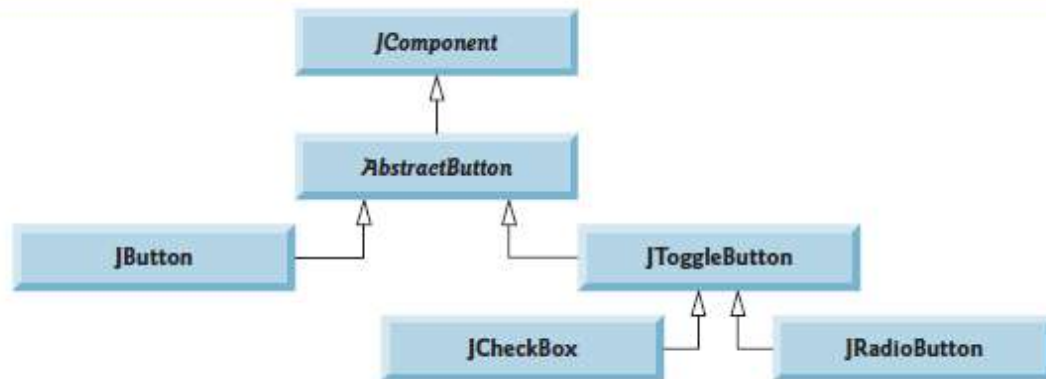 JComponent
AbstractButton
JButton
JToggleButton
JCheckBox
JRadioButton